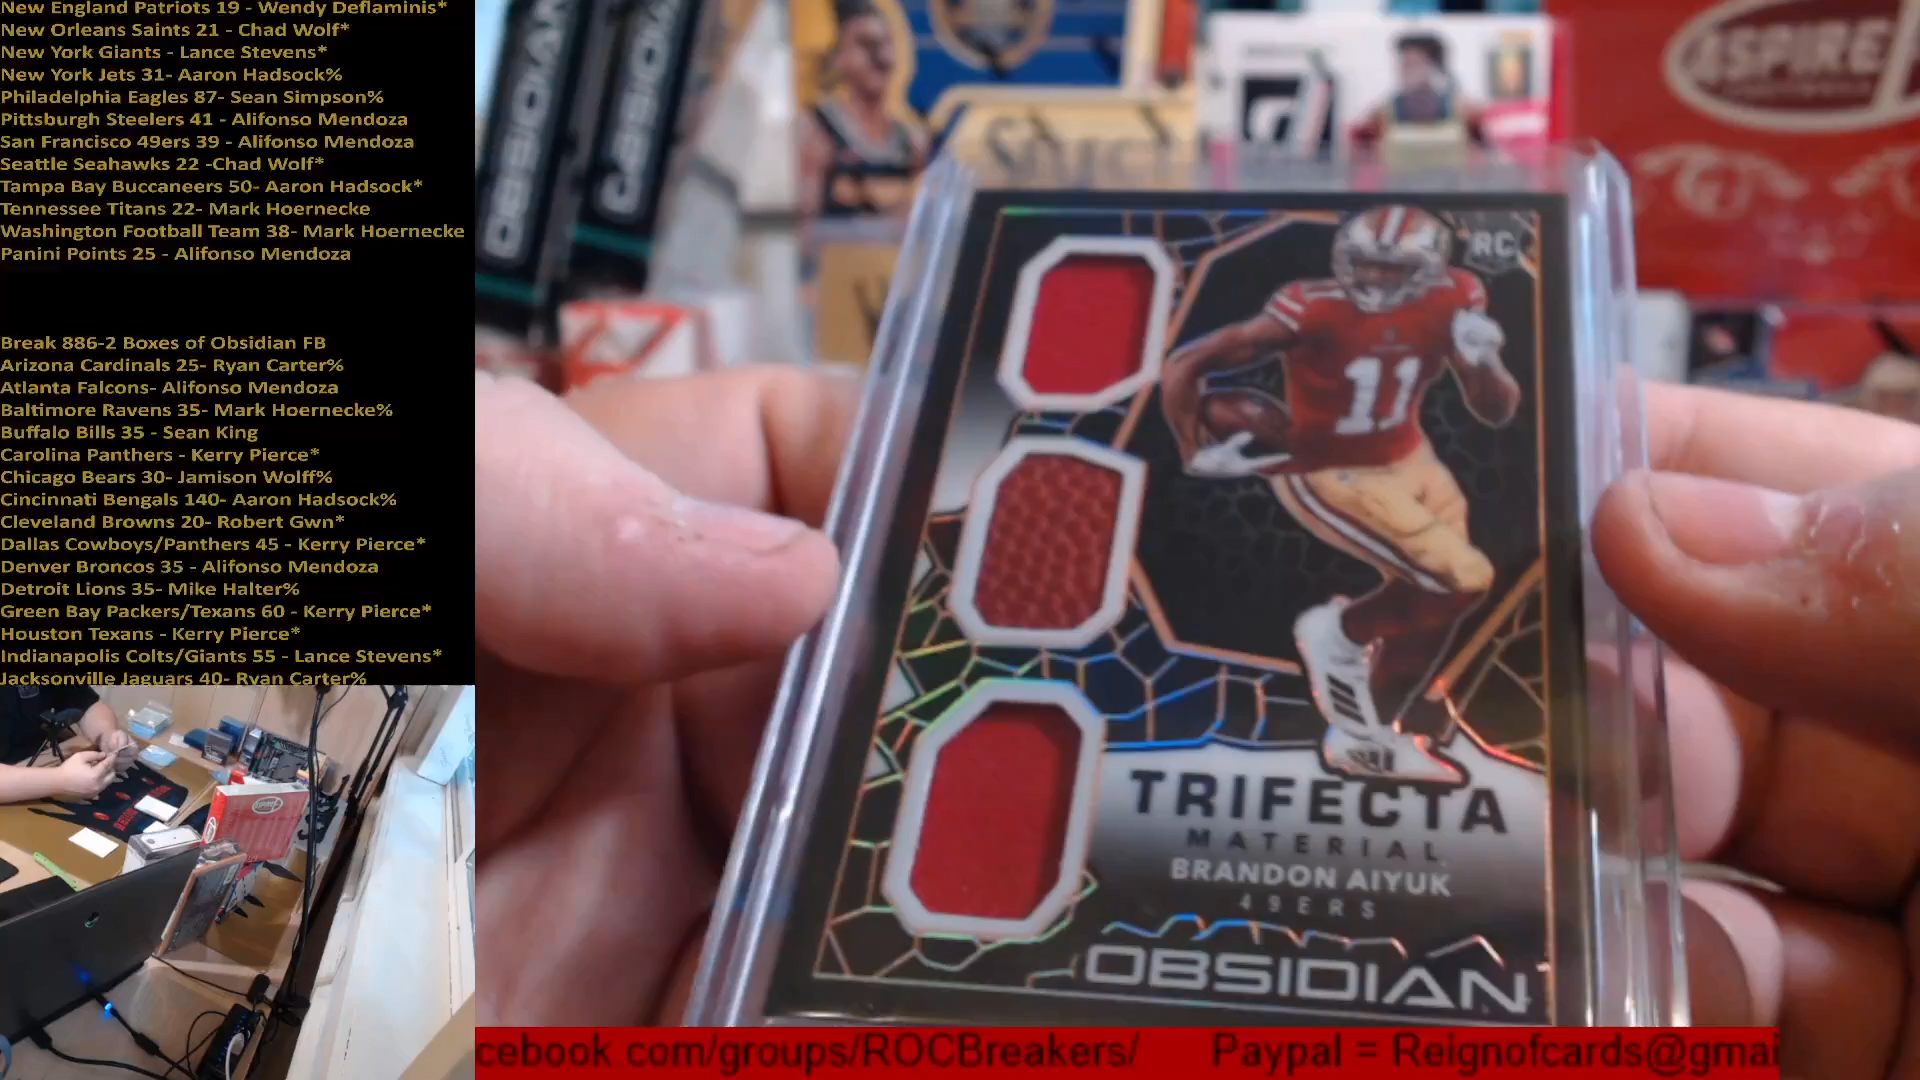 New England Patriots 19 - Wendy Deflaminis*
New Orleans Saints 21 - Chad Wolf*
New York Giants - Lance Stevens*
New York Jets 31- Aaron Hadsock%
Philadelphia Eagles 87- Sean Simpson%
Pittsburgh Steelers 41 - Alifonso Mendoza
San Francisco 49ers 39 - Alifonso Mendoza
Seattle Seahawks 22 -Chad Wolf*
Tampa Bay Buccaneers 50- Aaron Hadsock*
Tennessee Titans 22- Mark Hoernecke
Washington Football Team 38- Mark Hoernecke
Panini Points 25 - Alifonso Mendoza
Break 886-2 Boxes of Obsidian FB
Arizona Cardinals 25- Ryan Carter%
Atlanta Falcons- Alifonso Mendoza
Baltimore Ravens 35- Mark Hoernecke%
Buffalo Bills 35 - Sean King
Carolina Panthers - Kerry Pierce*
Chicago Bears 30- Jamison Wolff%
Cincinnati Bengals 140- Aaron Hadsock%
Cleveland Browns 20- Robert Gwn*
Dallas Cowboys/Panthers 45 - Kerry Pierce*
Denver Broncos 35 - Alifonso Mendoza
Detroit Lions 35- Mike Halter%
Green Bay Packers/Texans 60 - Kerry Pierce*
Houston Texans - Kerry Pierce*
Indianapolis Colts/Giants 55 - Lance Stevens*
Jacksonville Jaguars 40- Ryan Carter%
OBSIDIAN
OBSIDIAN
SELECT
ASPIRE
RC
11
TRIFECTA
MATERIAL
BRANDON AIYUK
49ERS
OBSIDIAN
cebook.com/groups/ROCBreakers/ Paypal = Reignofcards@gmai